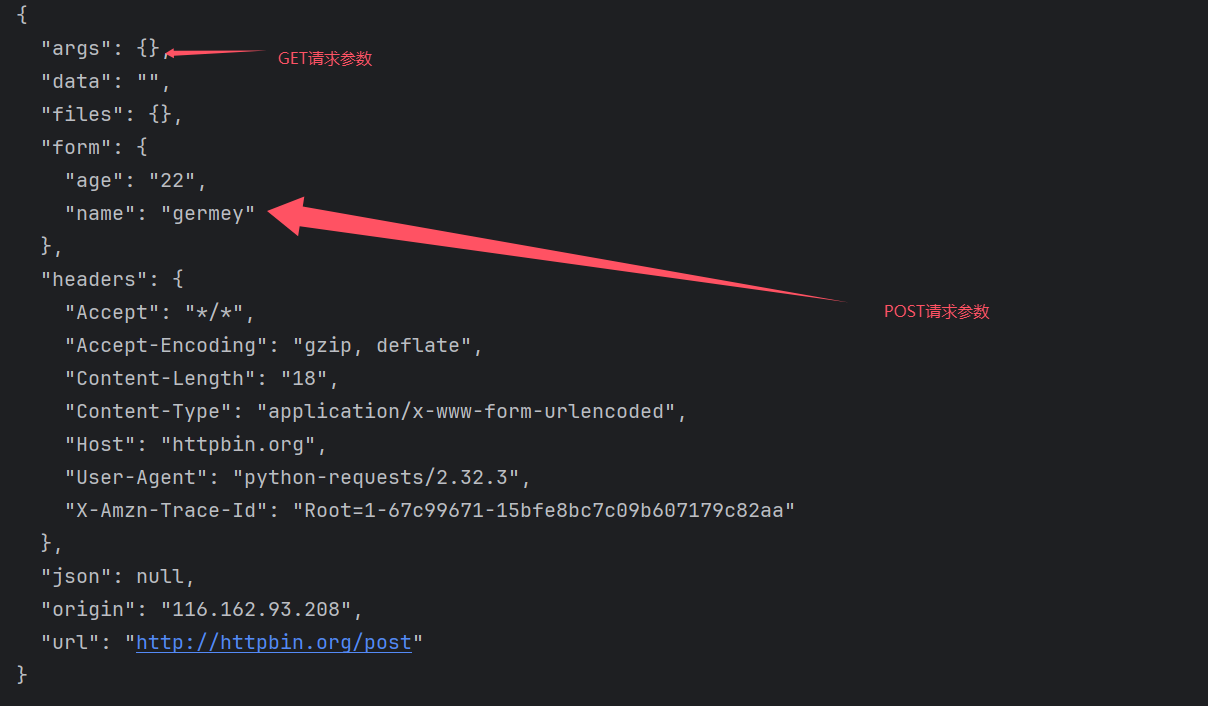 {
  "args": {},
GET请求参数
  "data": "",
  "files": {},
  "form": {
    "age": "22",
    "name": "germey"
  },
  "headers": {
    "Accept": "*/*",
POST请求参数
    "Accept-Encoding": "gzip, deflate",
    "Content-Length": "18",
    "Content-Type": "application/x-www-form-urlencoded",
    "Host": "httpbin.org",
    "User-Agent": "python-requests/2.32.3",
    "X-Amzn-Trace-Id": "Root=1-67c99671-15bfe8bc7c09b607179c82aa"
  },
  "json": null,
  "origin": "116.162.93.208",
  "url": "http://httpbin.org/post"
}